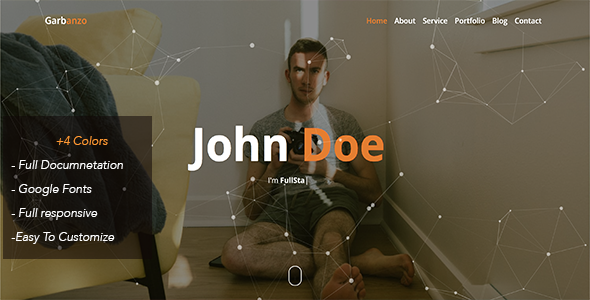 Garbanzo
Home About Service Portfolio Blog Contact
+4 Colors
- Full Documnetation
- Google Fonts
- Full responsive
-Easy To Customize
John Doe
I'm FullSta|